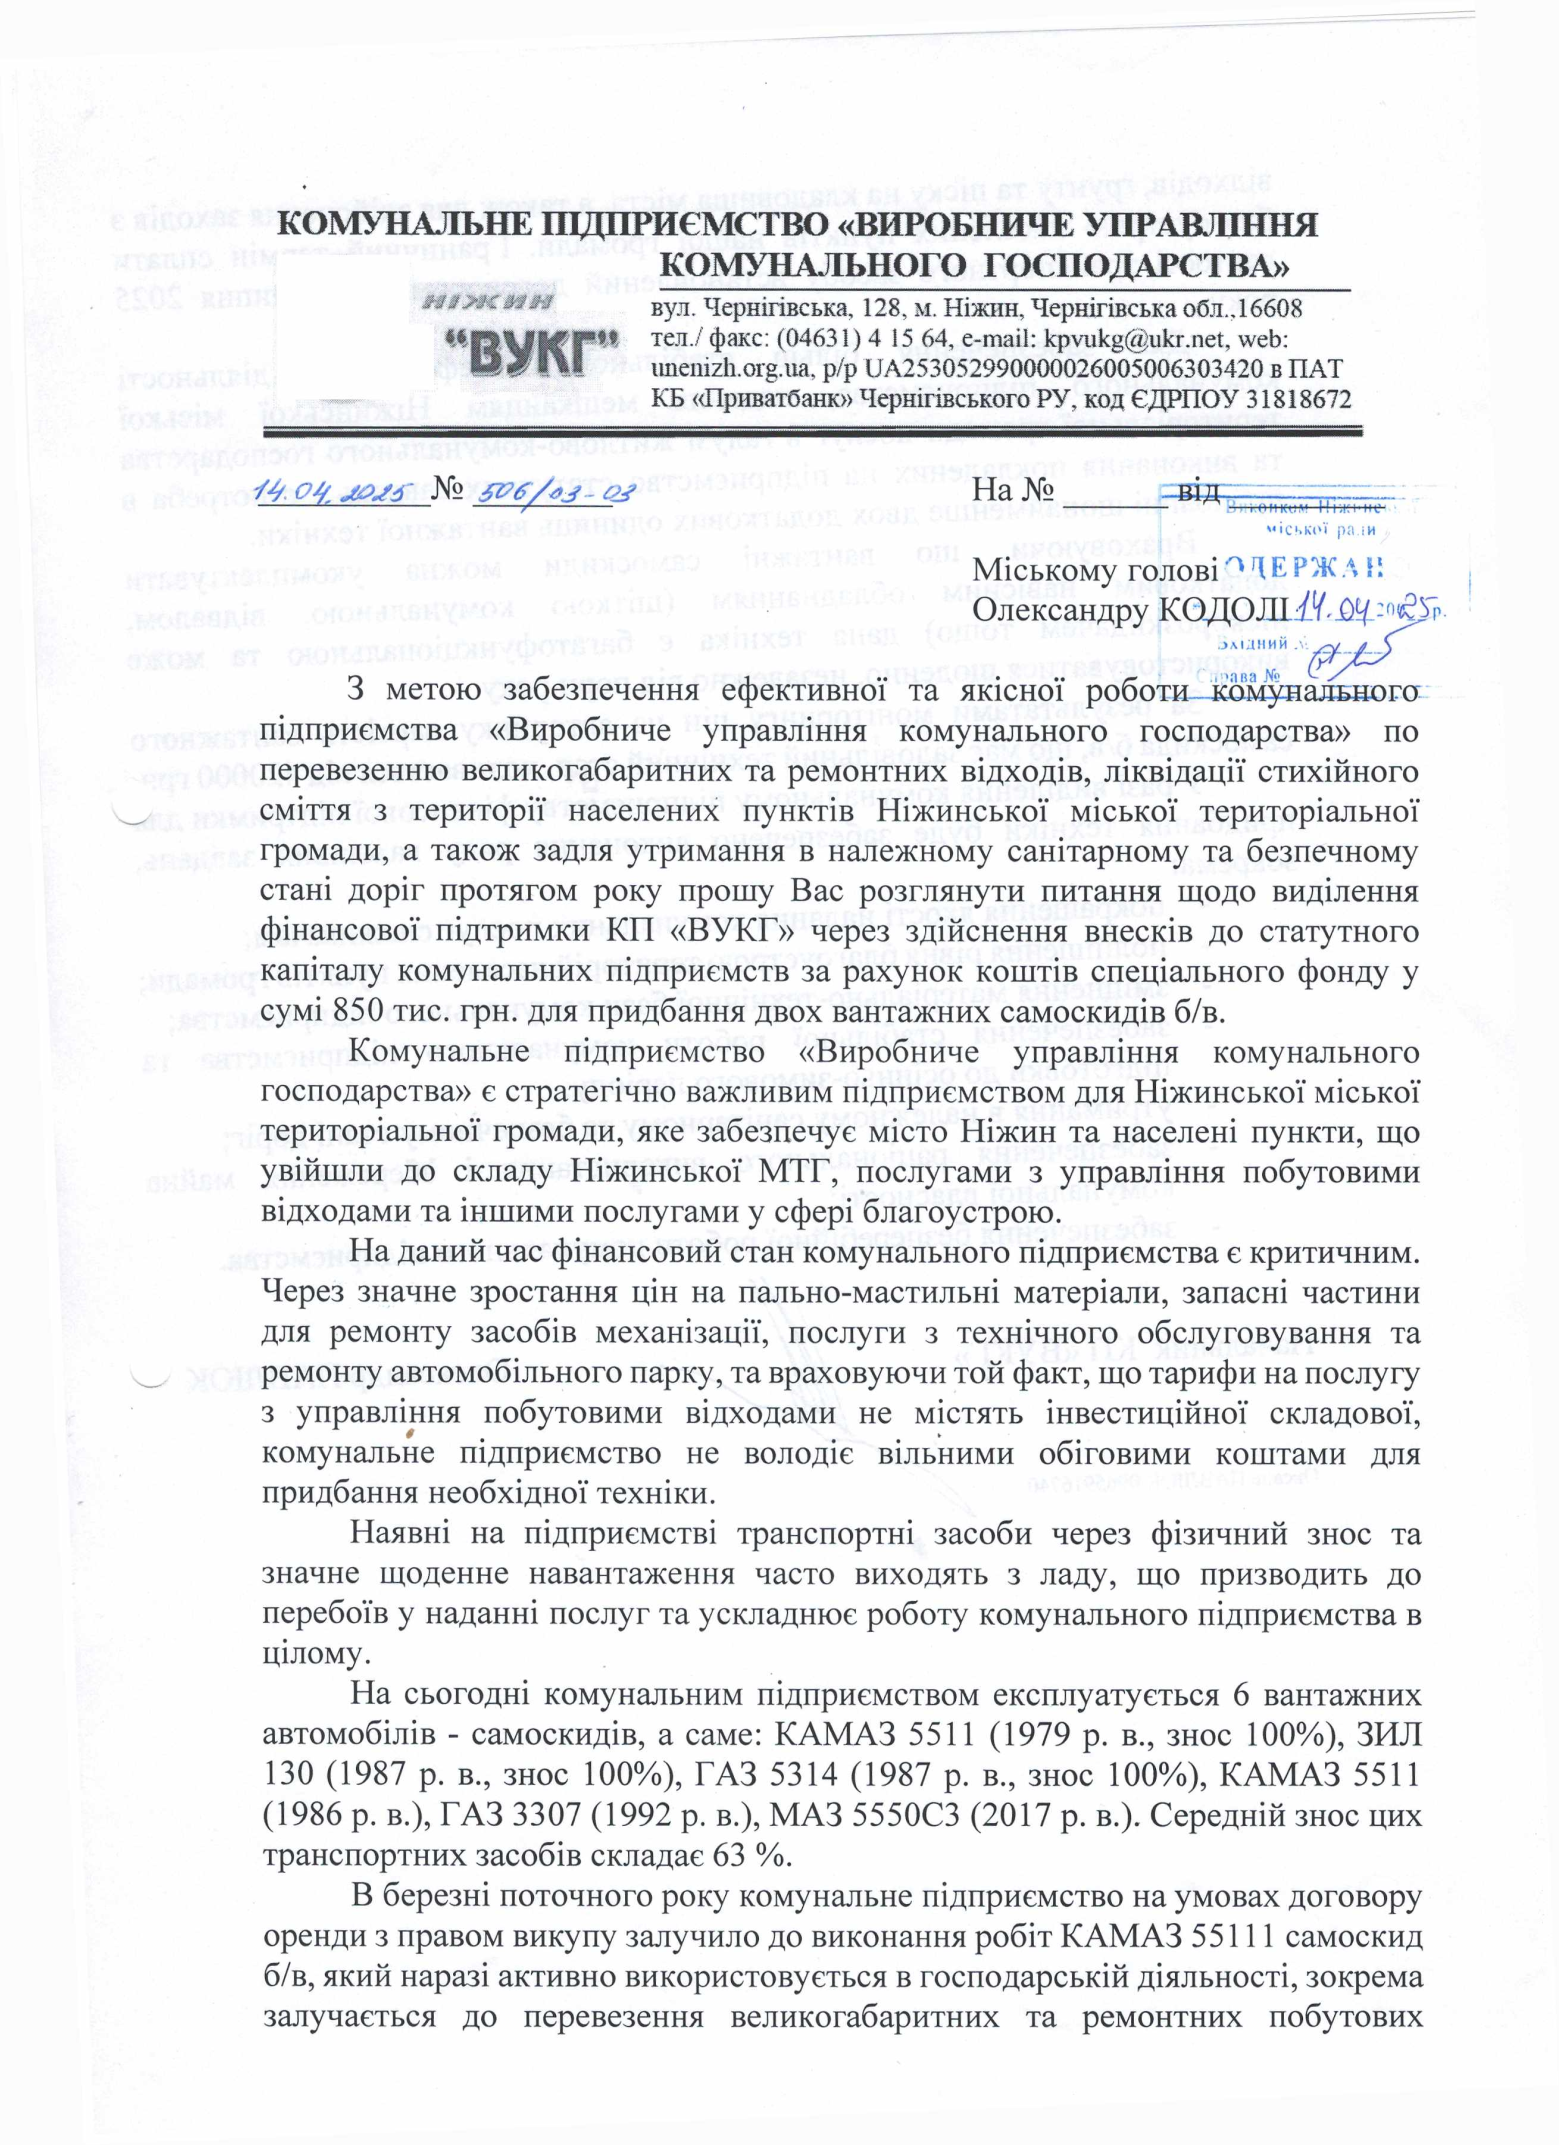 КОМУНАЛЬНЕ ПІДПРИЄМСТВО «ВИРОБНИЧЕ УПРАВЛІННЯ
КОМУНАЛЬНОГО ГОСПОДАРСТВА»
НІЖИН
"ВУКГ"
вул. Чернігівська, 128, м. Ніжин, Чернігівська обл.,16608
тел./ факс: (04631) 4 15 64, e-mail: kpvukg@ukr.net, web:
unenizh.org.ua, р/р UA253052990000026005006303420 в ПАТ
КБ «Приватбанк» Чернігівського РУ, код ЄДРПОУ 31818672
14.04.2025 № 506/03-03
На № від
Виконком Ніжинської
міської ради
ОДЕРЖАНО
14.04 2025р.
Вхідний №
Справа №
Міському голові
Олександру КОДОЛІ
З метою забезпечення ефективної та якісної роботи комунального
підприємства «Виробниче управління комунального господарства» по
перевезенню великогабаритних та ремонтних відходів, ліквідації стихійного
сміття з території населених пунктів Ніжинської міської територіальної
громади, а також задля утримання в належному санітарному та безпечному
стані доріг протягом року прошу Вас розглянути питання щодо виділення
фінансової підтримки КП «ВУКГ» через здійснення внесків до статутного
капіталу комунальних підприємств за рахунок коштів спеціального фонду у
сумі 850 тис. грн. для придбання двох вантажних самоскидів б/в.
Комунальне підприємство «Виробниче управління комунального
господарства» є стратегічно важливим підприємством для Ніжинської міської
територіальної громади, яке забезпечує місто Ніжин та населені пункти, що
увійшли до складу Ніжинської МТГ, послугами з управління побутовими
відходами та іншими послугами у сфері благоустрою.
На даний час фінансовий стан комунального підприємства є критичним.
Через значне зростання цін на пально-мастильні матеріали, запасні частини
для ремонту засобів механізації, послуги з технічного обслуговування та
ремонту автомобільного парку, та враховуючи той факт, що тарифи на послугу
з управління побутовими відходами не містять інвестиційної складової,
комунальне підприємство не володіє вільними обіговими коштами для
придбання необхідної техніки.
Наявні на підприємстві транспортні засоби через фізичний знос та
значне щоденне навантаження часто виходять з ладу, що призводить до
перебоїв у наданні послуг та ускладнює роботу комунального підприємства в
цілому.
На сьогодні комунальним підприємством експлуатується 6 вантажних
автомобілів - самоскидів, а саме: КАМАЗ 5511 (1979 р. в., знос 100%), ЗИЛ
130 (1987 р. в., знос 100%), ГАЗ 5314 (1987 р. в., знос 100%), КАМАЗ 5511
(1986 р. в.), ГАЗ 3307 (1992 р. в.), МАЗ 5550С3 (2017 р. в.). Середній знос цих
транспортних засобів складає 63 %.
В березні поточного року комунальне підприємство на умовах договору
оренди з правом викупу залучило до виконання робіт КАМАЗ 55111 самоскид
б/в, який наразі активно використовується в господарській діяльності, зокрема
залучається до перевезення великогабаритних та ремонтних побутових